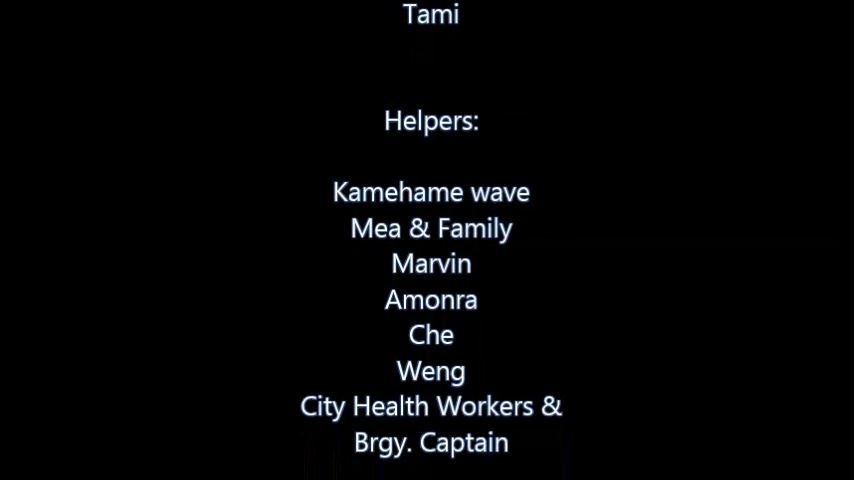 Tami
Helpers:
Kamehame wave
Mea & Family
Marvin
Amonra
Che
Weng
City Health Workers &
Brgy. Captain